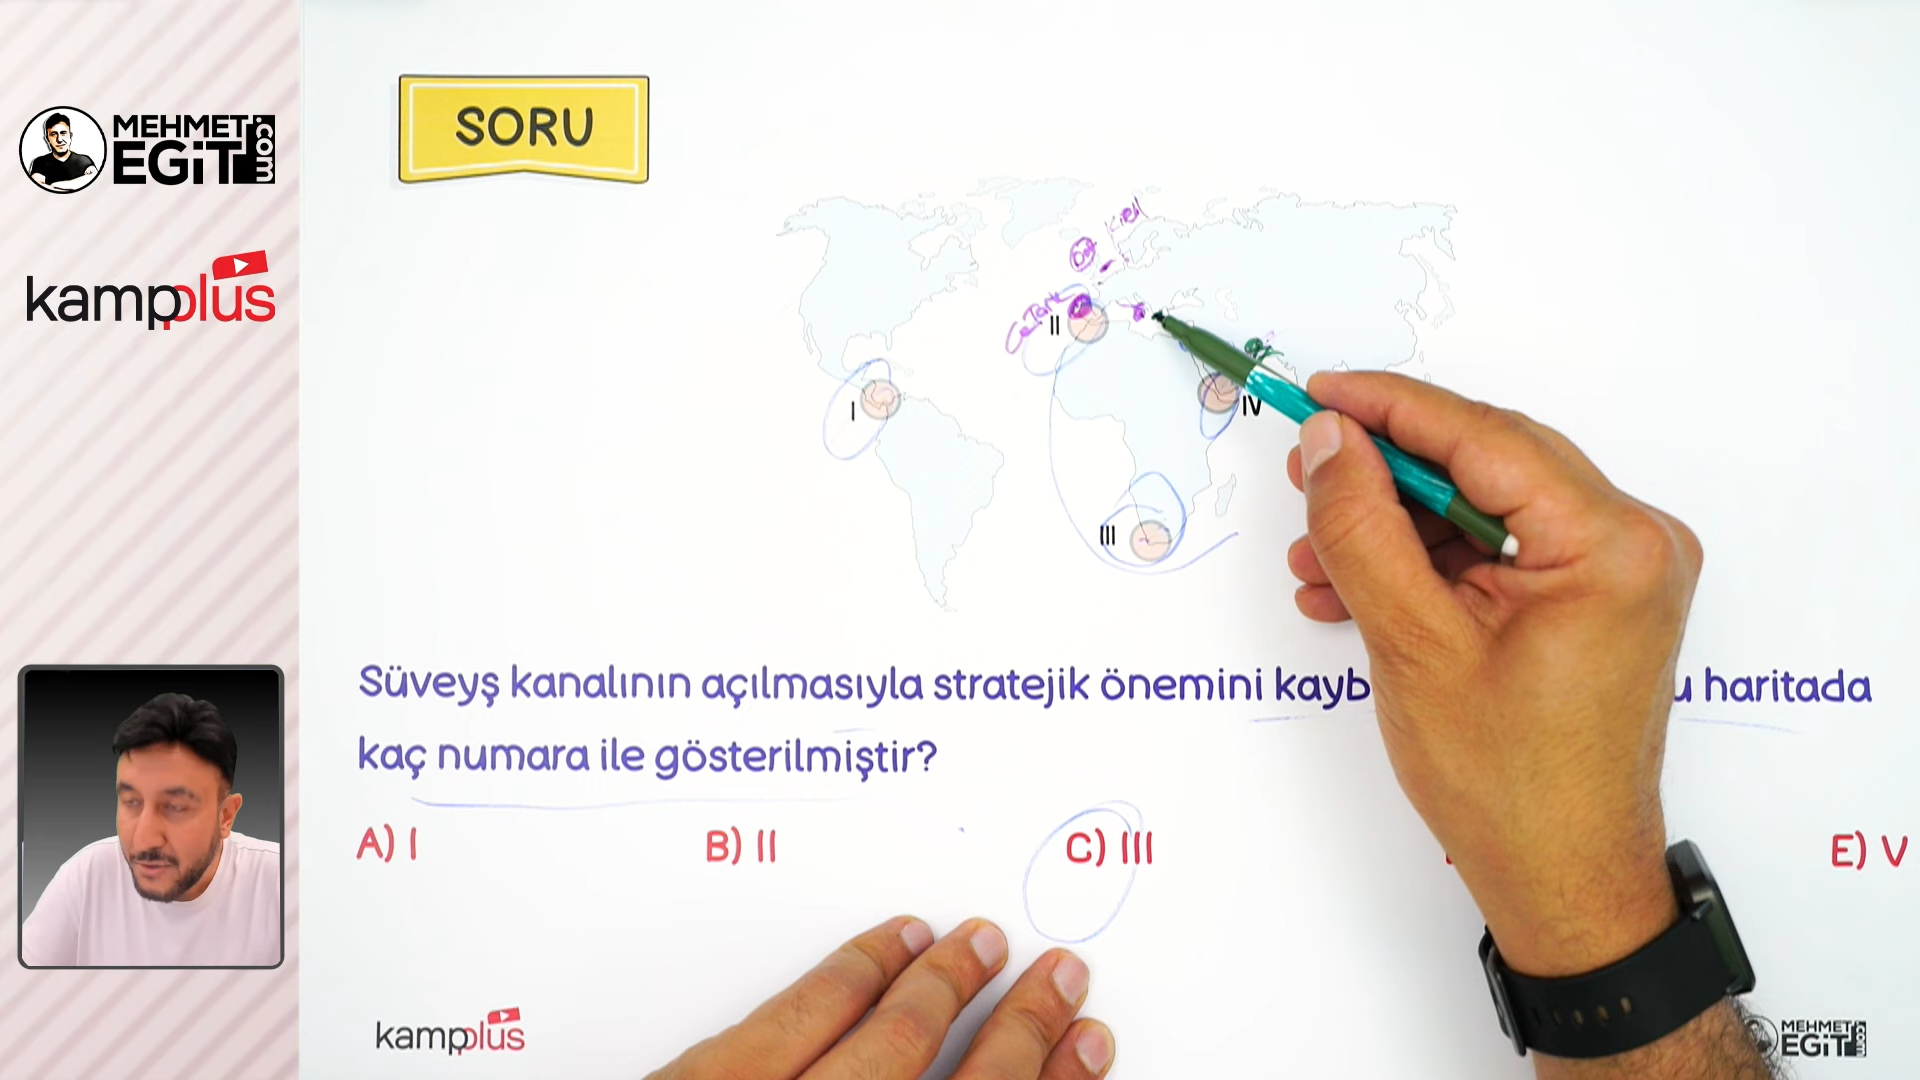 MEHMET
EGiT
.com
kampplus
SORU
Kiel
II
I
IV
III
Süveyş kanalının açılmasıyla stratejik önemini kayb
u haritada
kaç numara ile gösterilmiştir?
A) I
B) II
C) III
E) V
kampplus
MEHMET
EGiT
.com